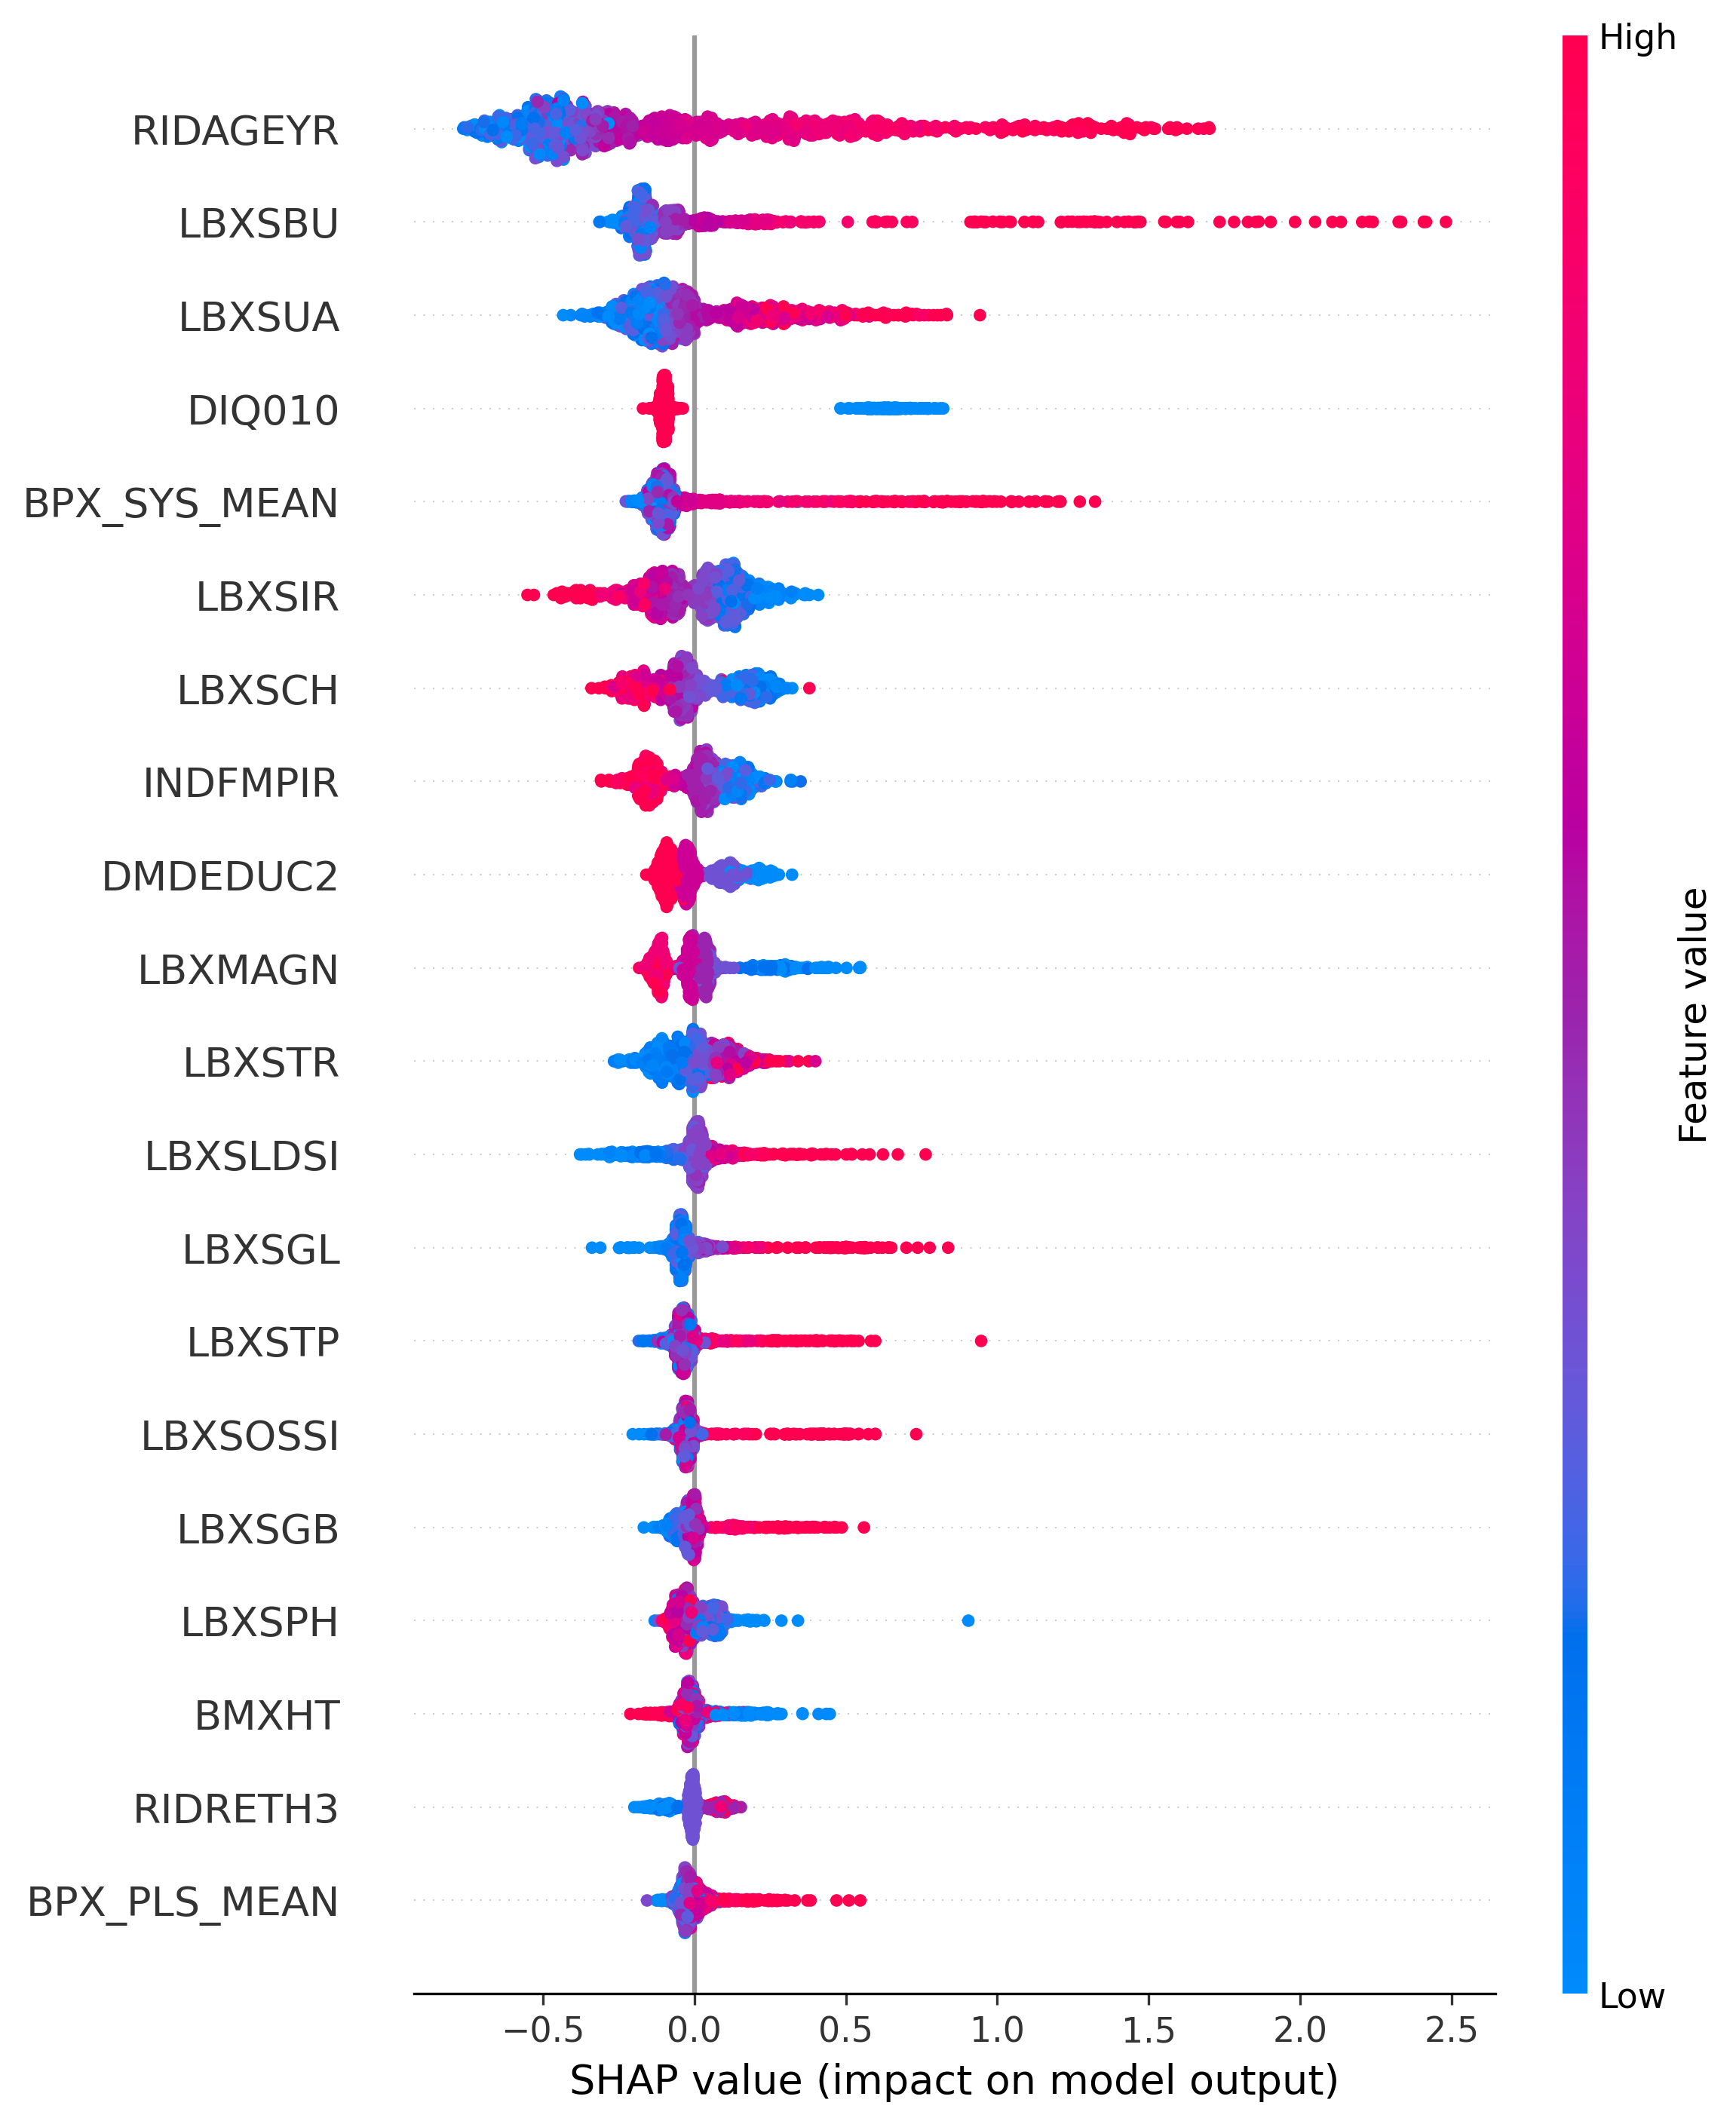 High
RIDAGEYR
LBXSBU
LBXSUA
DIQ010
BPX_SYS_MEAN
LBXSIR
LBXSCH
INDFMPIR
DMDEDUC2
LBXMAGN
LBXSTR
LBXSLDSI
LBXSGL
LBXSTP
LBXSOSSI
LBXSGB
LBXSPH
BMXHT
RIDRETH3
BPX_PLS_MEAN
Feature value
Low
−0.5 0.0 0.5 1.0 1.5 2.0 2.5
SHAP value (impact on model output)